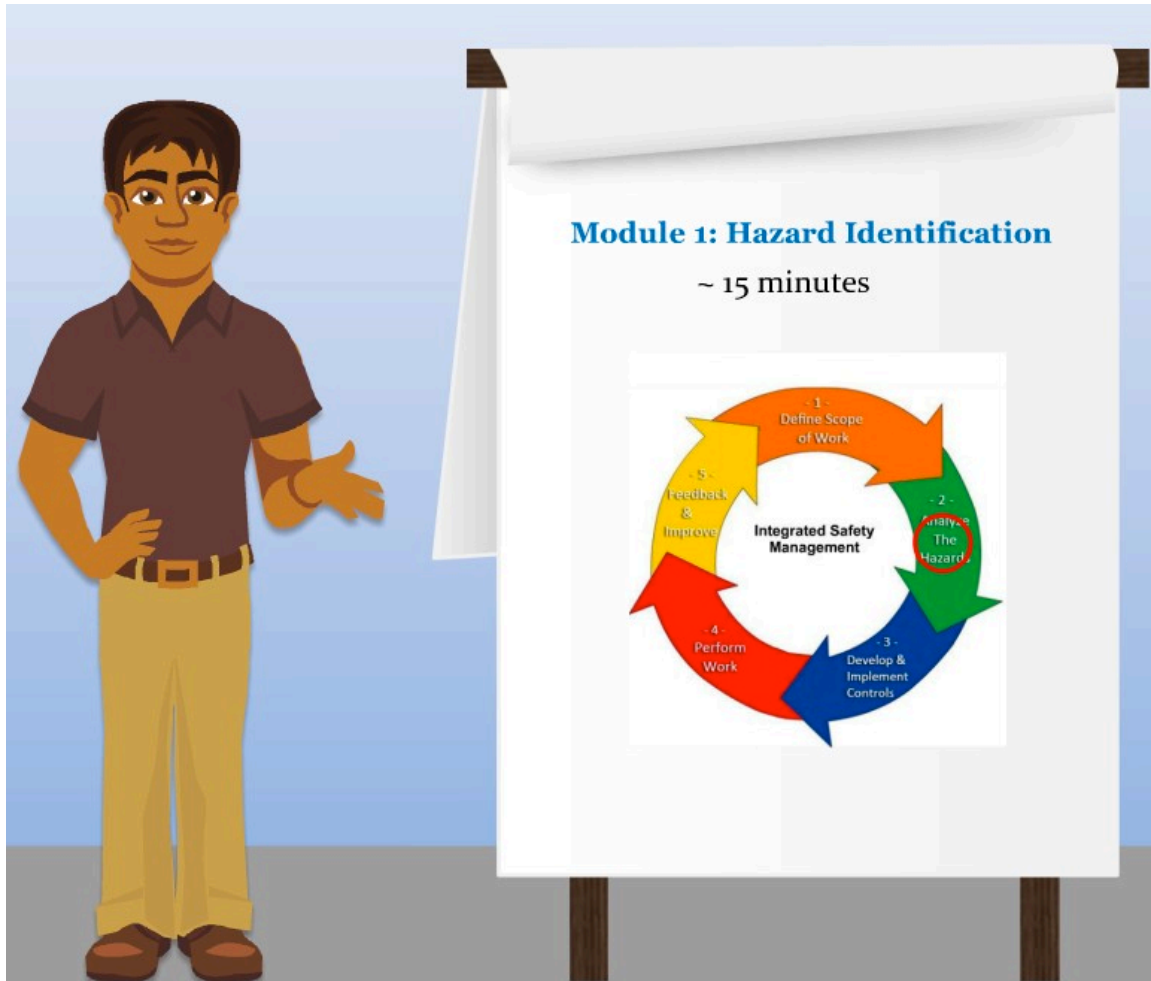 Module 1: Hazard Identification
~ 15 minutes
- 1 -
Define Scope
of Work
- 2 -
Analyze
The
Hazards
- 3 -
Develop &
Implement
Controls
- 4 -
Perform
Work
- 5 -
Feedback
&
Improve
Integrated Safety
Management